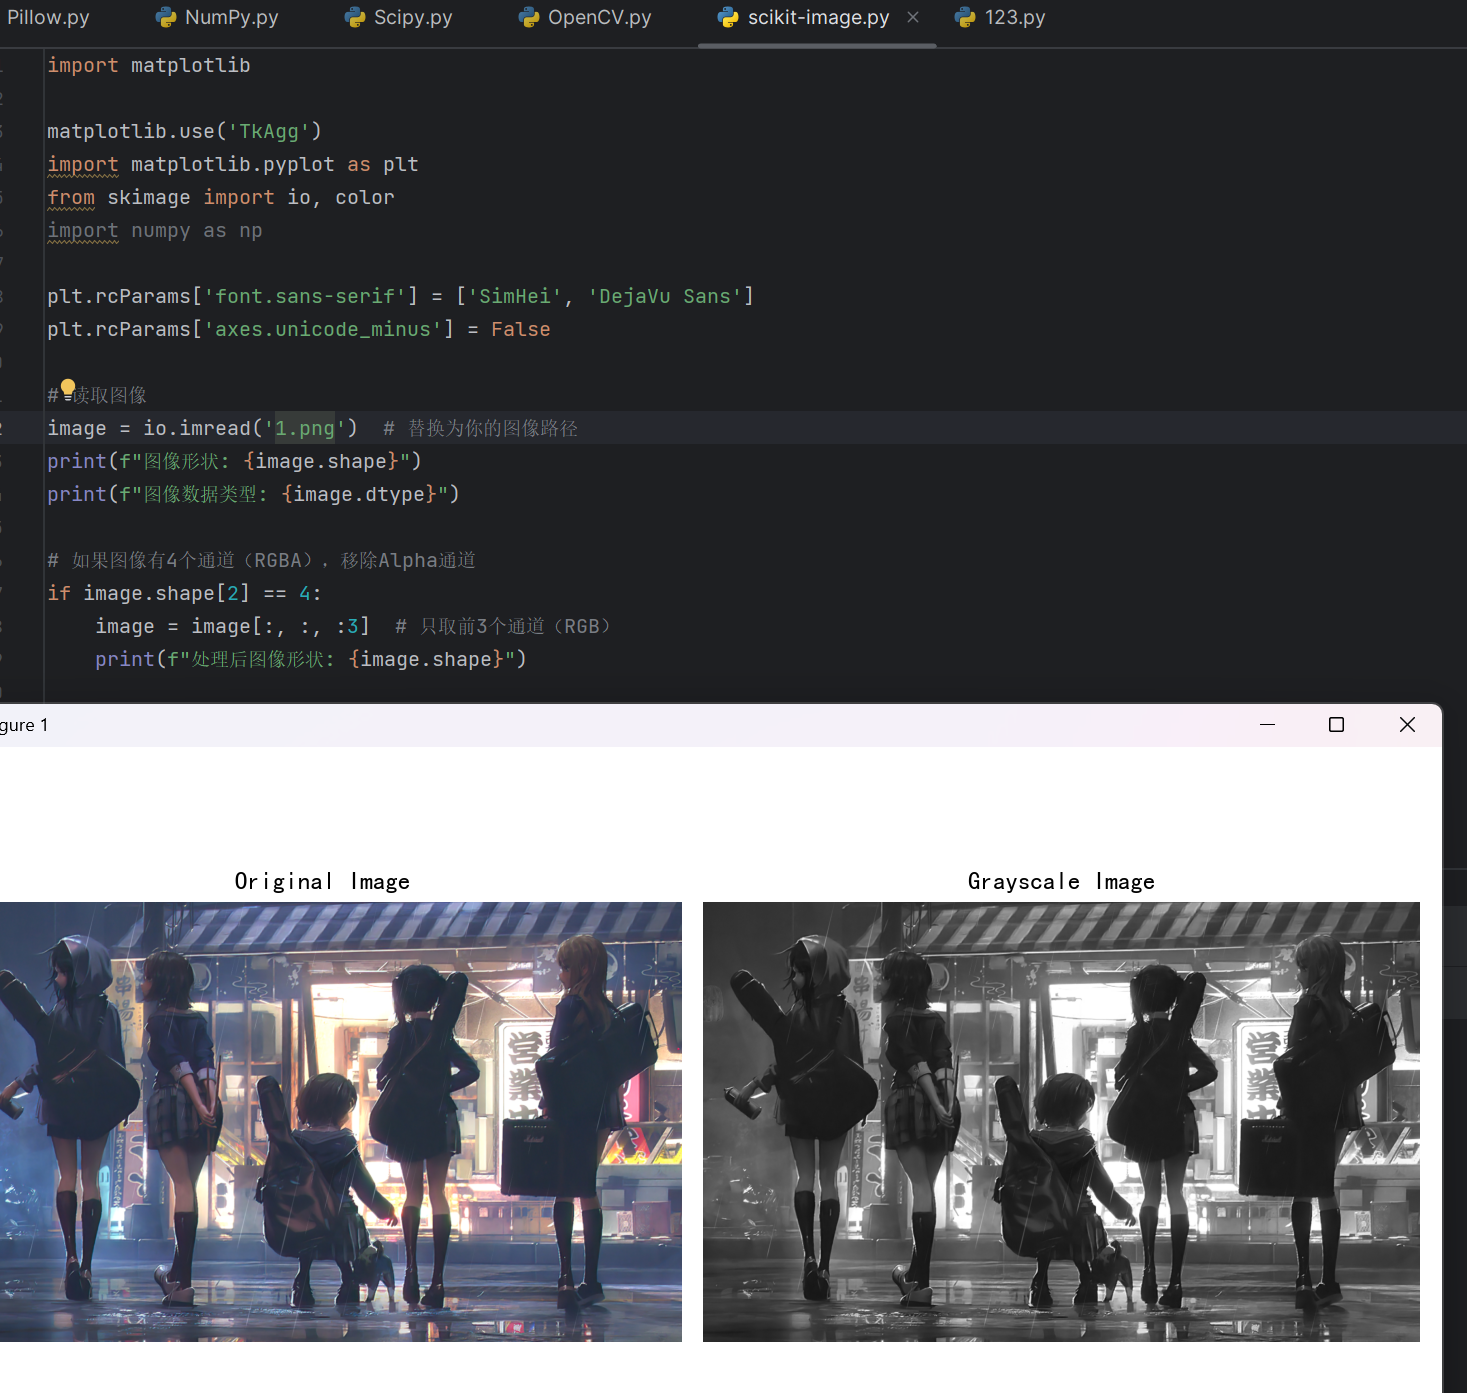 Pillow.py NumPy.py Scipy.py OpenCV.py scikit-image.py 123.py
import matplotlib
matplotlib.use('TkAgg')
import matplotlib.pyplot as plt
from skimage import io, color
import numpy as np
plt.rcParams['font.sans-serif'] = ['SimHei', 'DejaVu Sans']
plt.rcParams['axes.unicode_minus'] = False
# 读取图像
image = io.imread('1.png')  # 替换为你的图像路径
print(f"图像形状: {image.shape}")
print(f"图像数据类型: {image.dtype}")
# 如果图像有4个通道（RGBA），移除Alpha通道
if image.shape[2] == 4:
    image = image[:, :, :3]  # 只取前3个通道（RGB）
    print(f"处理后图像形状: {image.shape}")
gure 1
Original Image
Grayscale Image
営業中
営業中